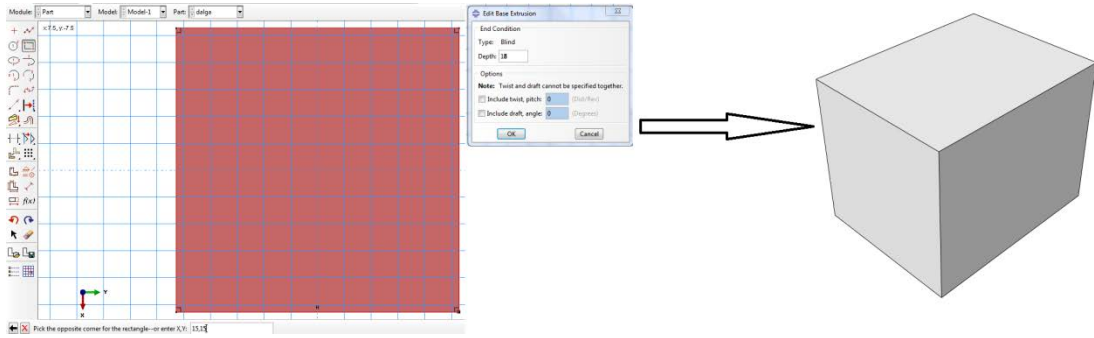 Module: Part Model: Model-1 Part: dalga
x:7.5, y:-7.5
f(x)
H
Y
X
Pick the opposite corner for the rectangle--or enter X,Y: 15,15
Edit Base Extrusion
End Condition
Type: Blind
Depth: 18
Options
Note: Twist and draft cannot be specified together.
Include twist, pitch: 0 (Dist/Rev)
Include draft, angle: 0 (Degrees)
OK Cancel